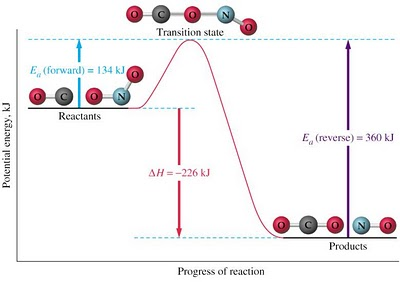 O C O N O
Transition state
Eₐ (forward) = 134 kJ
O
O C O N
Reactants
Potential energy, kJ
Eₐ (reverse) = 360 kJ
ΔH = −226 kJ
O C O N O
Products
Progress of reaction